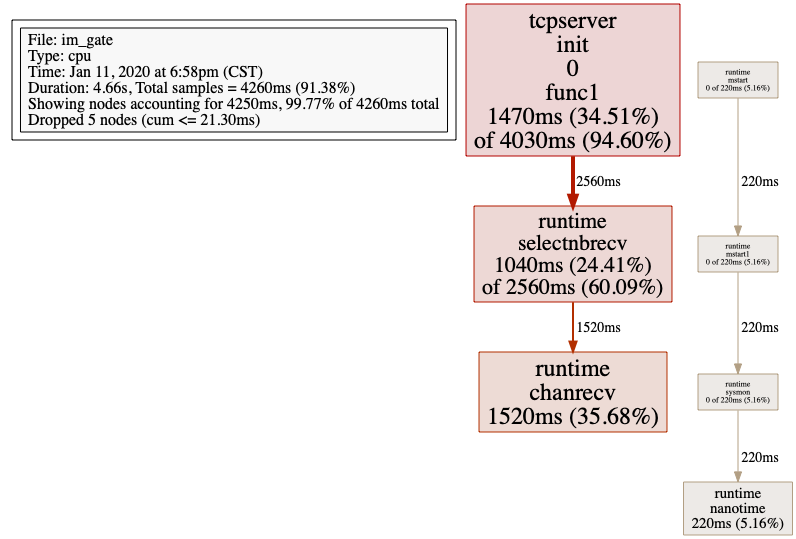 File: im_gate
Type: cpu
Time: Jan 11, 2020 at 6:58pm (CST)
Duration: 4.66s, Total samples = 4260ms (91.38%)
Showing nodes accounting for 4250ms, 99.77% of 4260ms total
Dropped 5 nodes (cum <= 21.30ms)
tcpserver
init
0
func1
1470ms (34.51%)
of 4030ms (94.60%)
2560ms
runtime
selectnbrecv
1040ms (24.41%)
of 2560ms (60.09%)
1520ms
runtime
chanrecv
1520ms (35.68%)
runtime
mstart
0 of 220ms (5.16%)
220ms
runtime
mstart1
0 of 220ms (5.16%)
220ms
runtime
sysmon
0 of 220ms (5.16%)
220ms
runtime
nanotime
220ms (5.16%)